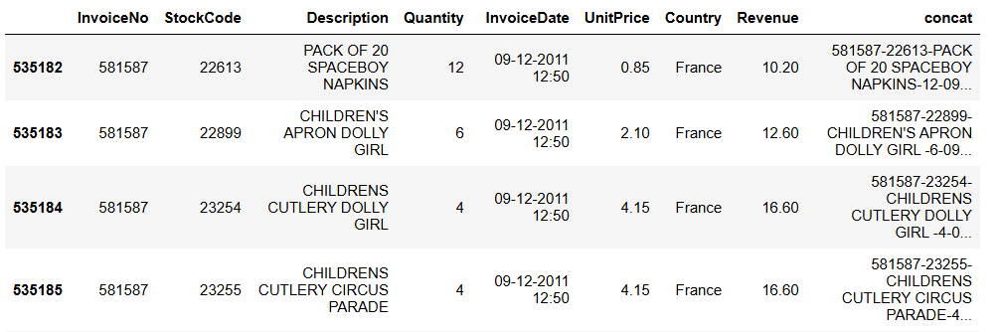 InvoiceNo StockCode Description Quantity InvoiceDate UnitPrice Country Revenue concat
535182 581587 22613 PACK OF 20 SPACEBOY NAPKINS 12 09-12-2011 12:50 0.85 France 10.20 581587-22613-PACK OF 20 SPACEBOY NAPKINS-12-09...
535183 581587 22899 CHILDREN'S APRON DOLLY GIRL 6 09-12-2011 12:50 2.10 France 12.60 581587-22899-CHILDREN'S APRON DOLLY GIRL -6-09...
535184 581587 23254 CHILDRENS CUTLERY DOLLY GIRL 4 09-12-2011 12:50 4.15 France 16.60 581587-23254-CHILDRENS CUTLERY DOLLY GIRL -4-0...
535185 581587 23255 CHILDRENS CUTLERY CIRCUS PARADE 4 09-12-2011 12:50 4.15 France 16.60 581587-23255-CHILDRENS CUTLERY CIRCUS PARADE-4...